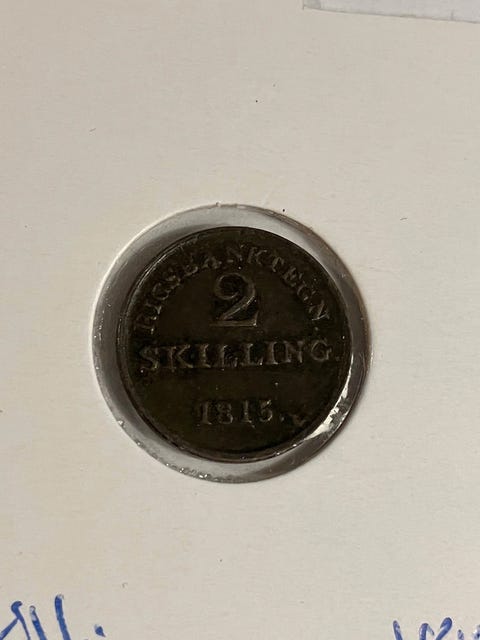 RIGSBANKTEGN
2
SKILLING
1815.